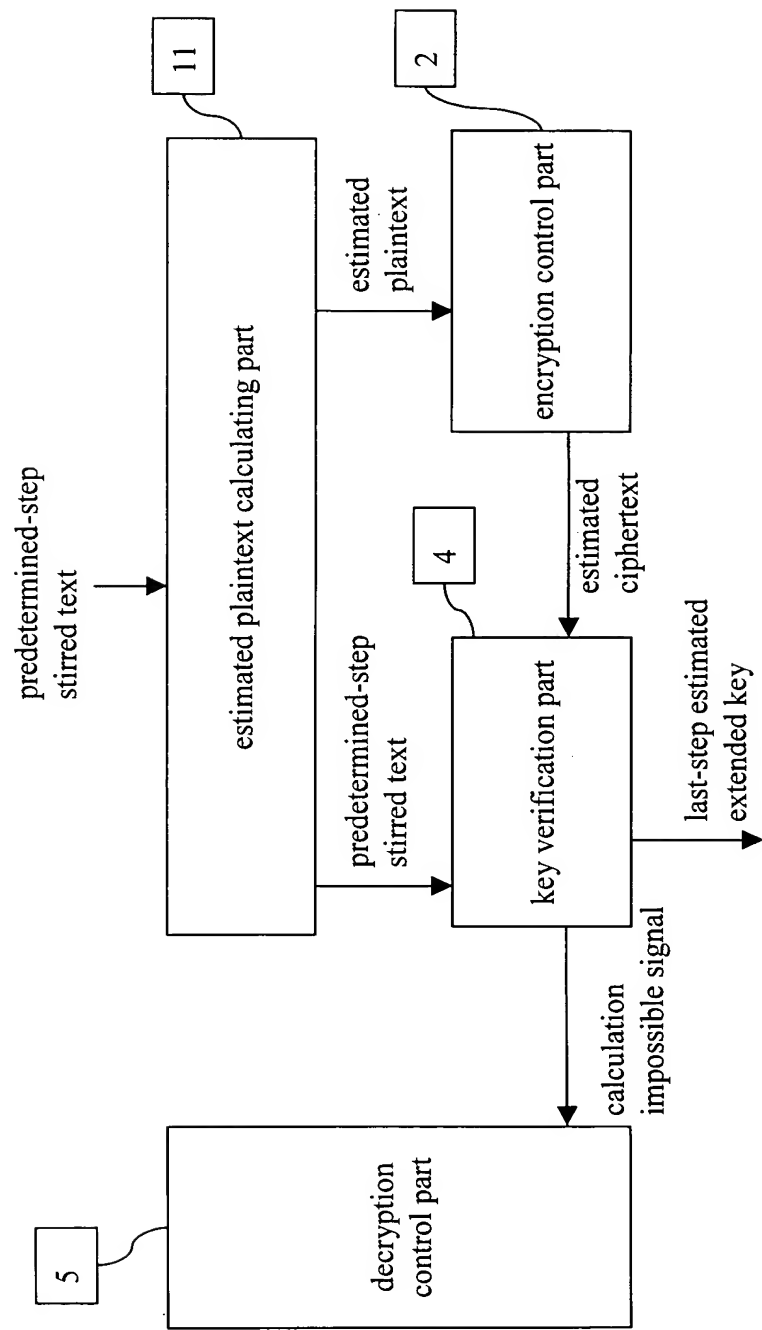 predetermined-step
stirred text
11
estimated plaintext calculating part
predetermined-step
stirred text
estimated
plaintext
5
4
2
decryption
control part
key verification part
encryption control part
calculation
impossible signal
estimated
ciphertext
last-step estimated
extended key